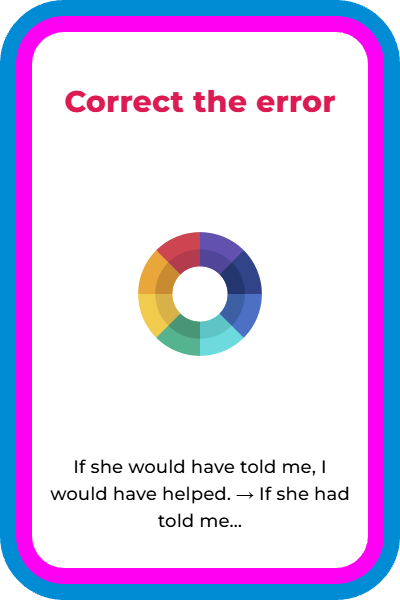 Correct the error
If she would have told me, I
would have helped. → If she had
told me...